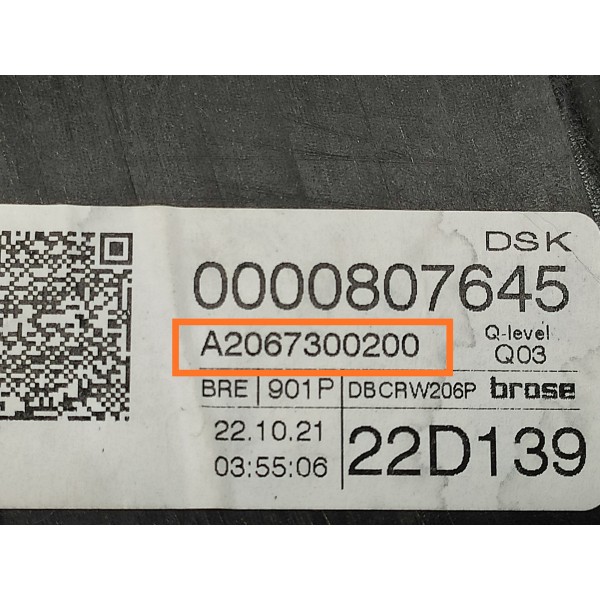 DSK
0000807645
A2067300200
Q-level
Q03
BRE 901P DBCRW206P brose
22.10.21
03:55:06
22D139